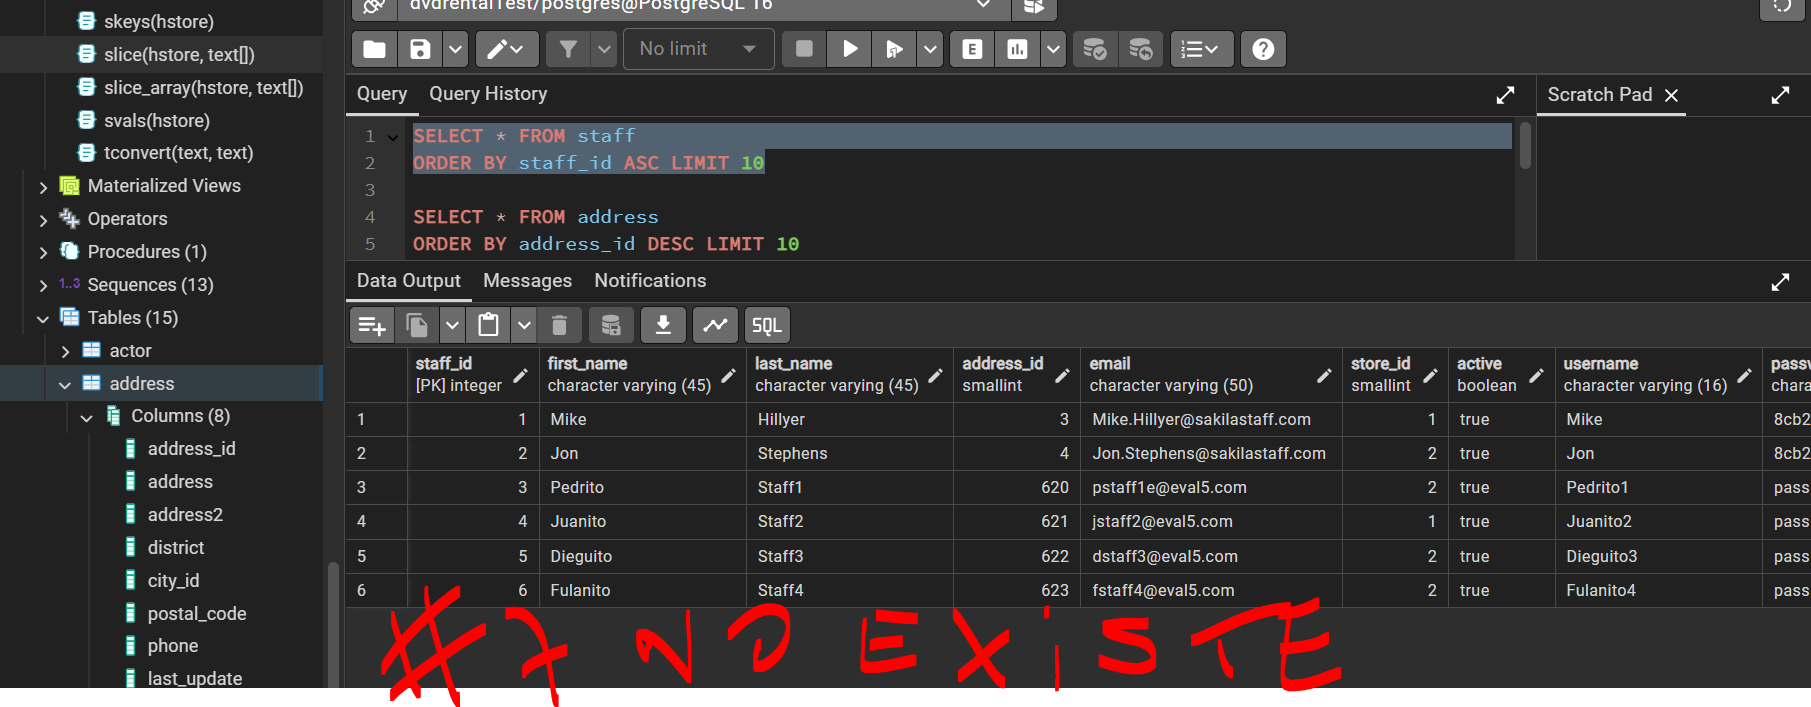 dvdrentalTest/postgres@PostgreSQL 16
skeys(hstore)
slice(hstore, text[])
slice_array(hstore, text[])
svals(hstore)
tconvert(text, text)
Materialized Views
Operators
Procedures (1)
1..3 Sequences (13)
Tables (15)
actor
address
Columns (8)
address_id
address
address2
district
city_id
postal_code
phone
last_update
No limit
E
Query Query History
Scratch Pad
1 SELECT * FROM staff
2 ORDER BY staff_id ASC LIMIT 10
3
4 SELECT * FROM address
5 ORDER BY address_id DESC LIMIT 10
Data Output Messages Notifications
SQL
staff_id first_name last_name address_id email store_id active username passw
[PK] integer character varying (45) character varying (45) smallint character varying (50) smallint boolean character varying (16) chara
1 1 Mike Hillyer 3 Mike.Hillyer@sakilastaff.com 1 true Mike 8cb2
2 2 Jon Stephens 4 Jon.Stephens@sakilastaff.com 2 true Jon 8cb2
3 3 Pedrito Staff1 620 pstaff1e@eval5.com 2 true Pedrito1 pass
4 4 Juanito Staff2 621 jstaff2@eval5.com 1 true Juanito2 pass
5 5 Dieguito Staff3 622 dstaff3@eval5.com 2 true Dieguito3 pass
6 6 Fulanito Staff4 623 fstaff4@eval5.com 2 true Fulanito4 pass
#7 NO EXiSTE